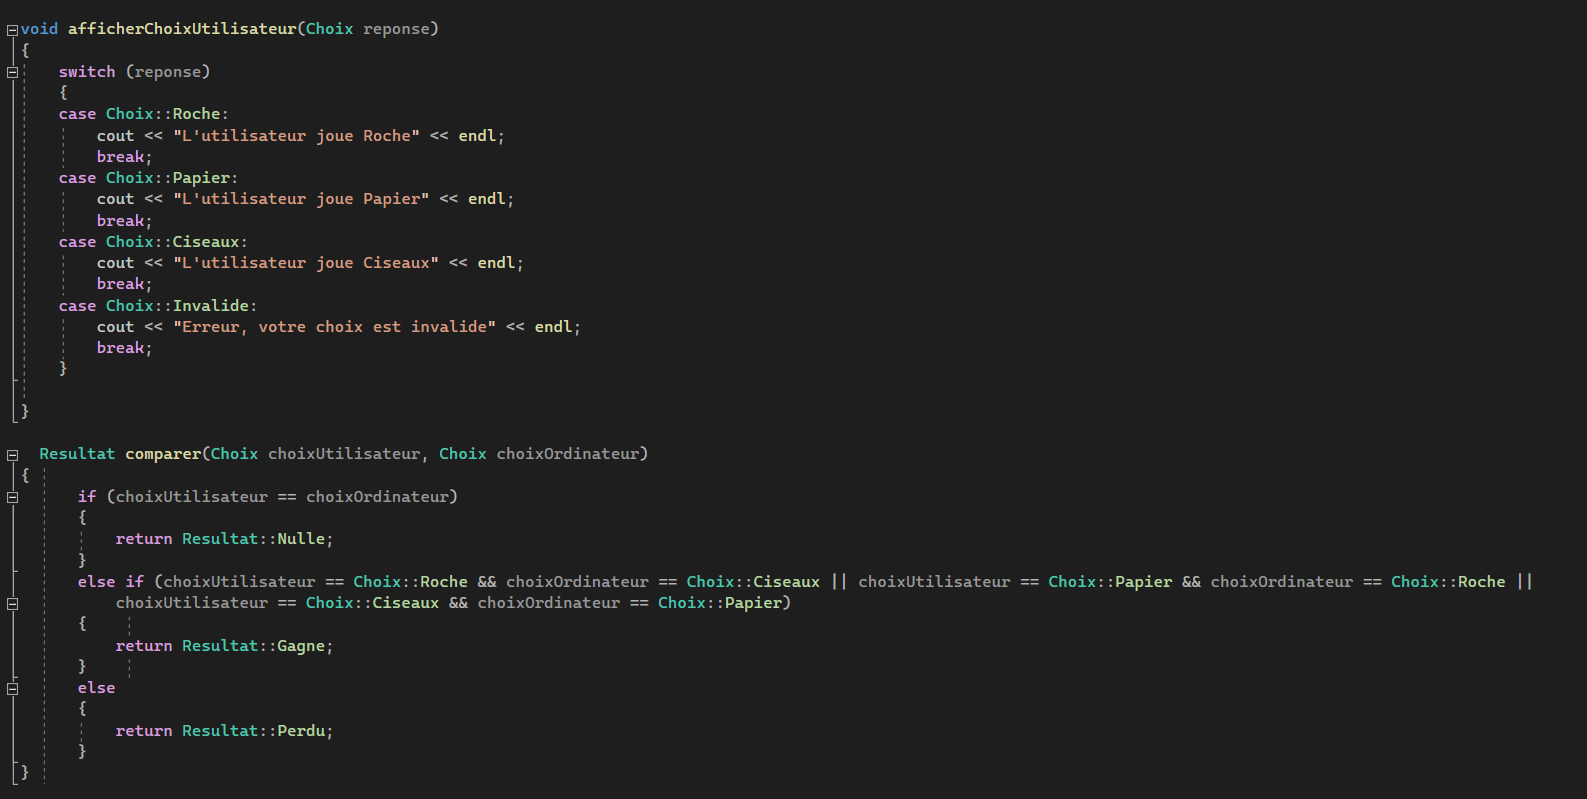 void afficherChoixUtilisateur(Choix reponse)
{
    switch (reponse)
    {
    case Choix::Roche:
        cout << "L'utilisateur joue Roche" << endl;
        break;
    case Choix::Papier:
        cout << "L'utilisateur joue Papier" << endl;
        break;
    case Choix::Ciseaux:
        cout << "L'utilisateur joue Ciseaux" << endl;
        break;
    case Choix::Invalide:
        cout << "Erreur, votre choix est invalide" << endl;
        break;
    }

}

  Resultat comparer(Choix choixUtilisateur, Choix choixOrdinateur)
{
      if (choixUtilisateur == choixOrdinateur)
      {
          return Resultat::Nulle;
      }
      else if (choixUtilisateur == Choix::Roche && choixOrdinateur == Choix::Ciseaux || choixUtilisateur == Choix::Papier && choixOrdinateur == Choix::Roche ||
          choixUtilisateur == Choix::Ciseaux && choixOrdinateur == Choix::Papier)
      {
          return Resultat::Gagne;
      }
      else
      {
          return Resultat::Perdu;
      }
}